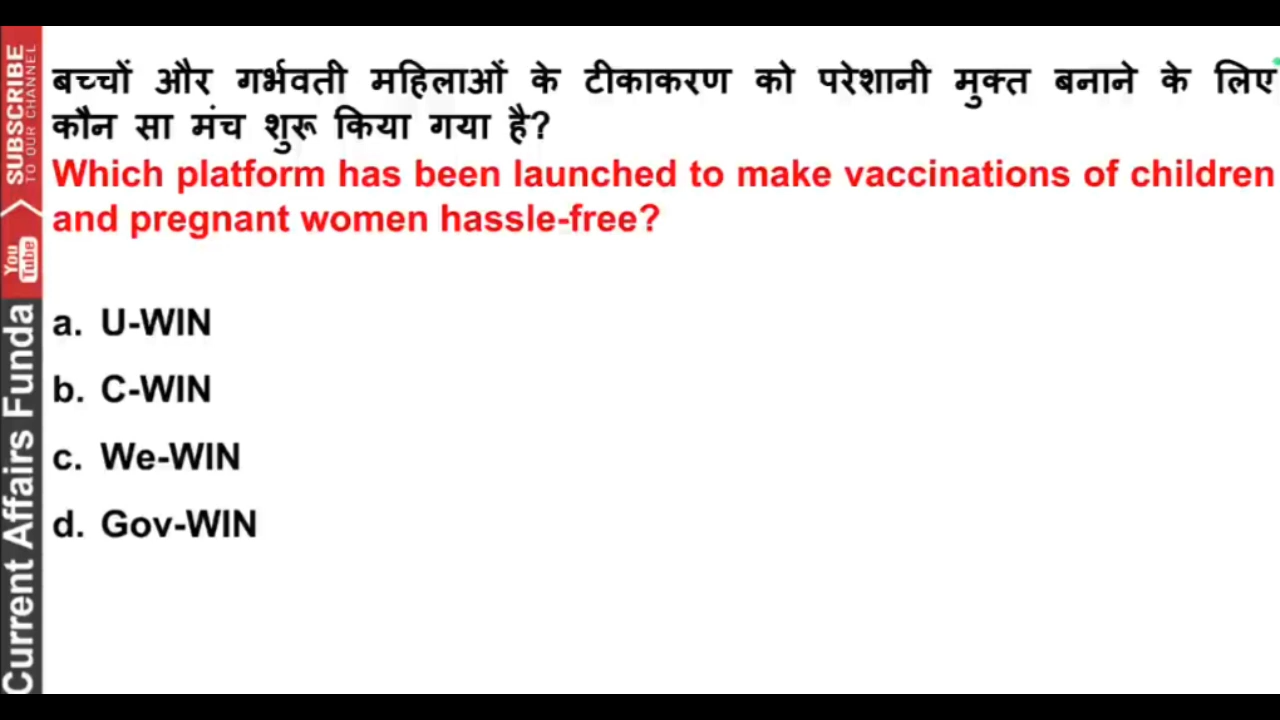 बच्चों और गर्भवती महिलाओं के टीकाकरण को परेशानी मुक्त बनाने के लिए
कौन सा मंच शुरू किया गया है?
Which platform has been launched to make vaccinations of children
and pregnant women hassle-free?
a. U-WIN
b. C-WIN
c. We-WIN
d. Gov-WIN
SUBSCRIBE
TO OUR CHANNEL
You
Tube
Current Affairs Funda